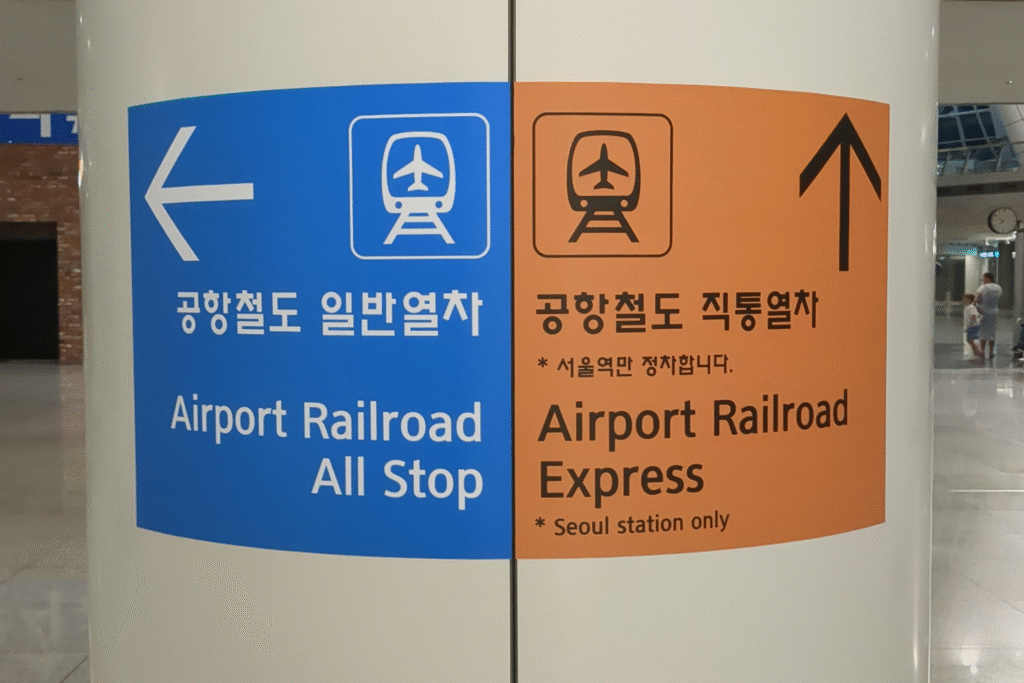 공항철도 일반열차
Airport Railroad
All Stop
공항철도 직통열차
* 서울역만 정차합니다.
Airport Railroad
Express
* Seoul station only